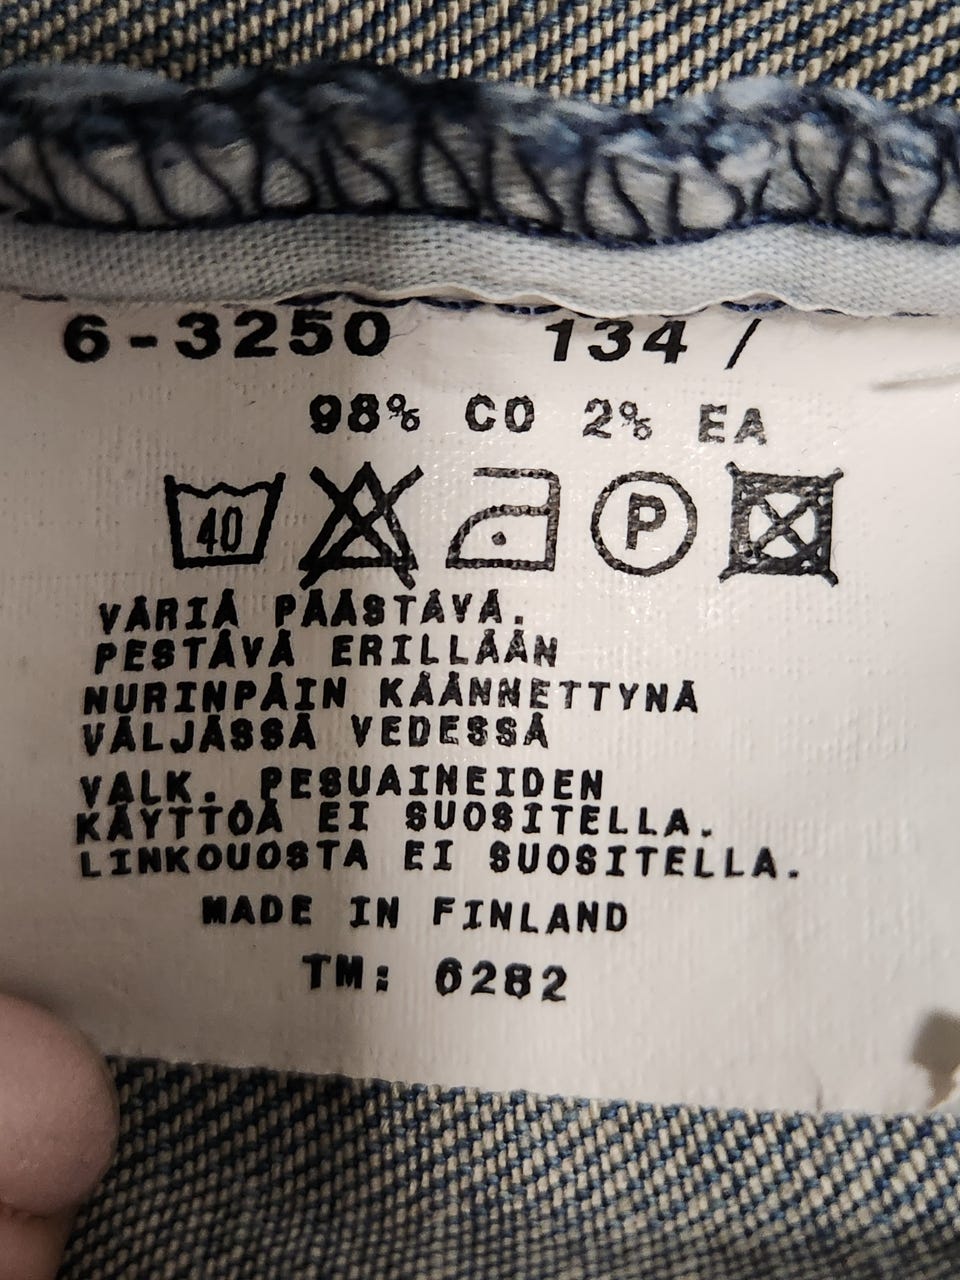 6-3250 134 /
98% CO 2% EA
40 P
VÄRIÄ PÄÄSTÄVÄ.
PESTÄVÄ ERILLÄÄN
NURINPÄIN KÄÄNNETTYNÄ
VÄLJÄSSÄ VEDESSÄ
VALK. PESUAINEIDEN
KÄYTTÖÄ EI SUOSITELLA.
LINKOUOSTA EI SUOSITELLA.
MADE IN FINLAND
TM: 6282